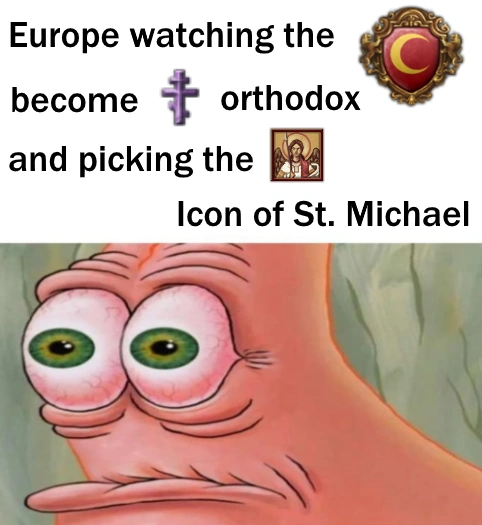 Europe watching the
become orthodox
and picking the
Icon of St. Michael